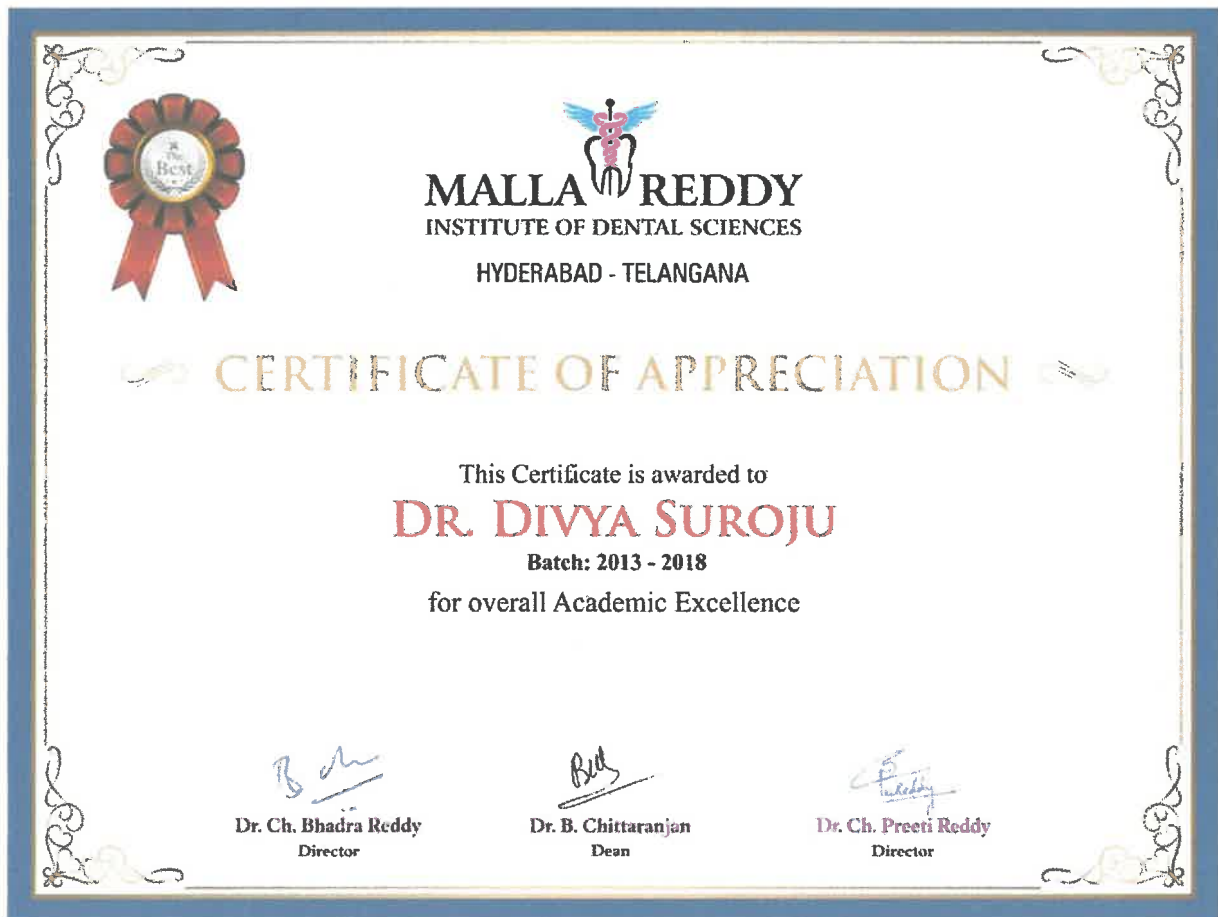 The
Best
MALLA REDDY
INSTITUTE OF DENTAL SCIENCES
HYDERABAD - TELANGANA
CERTIFICATE OF APPRECIATION
This Certificate is awarded to
DR. DIVYA SUROJU
Batch: 2013 - 2018
for overall Academic Excellence
Dr. Ch. Bhadra Reddy
Director
Dr. B. Chittaranjan
Dean
Dr. Ch. Preeti Reddy
Director